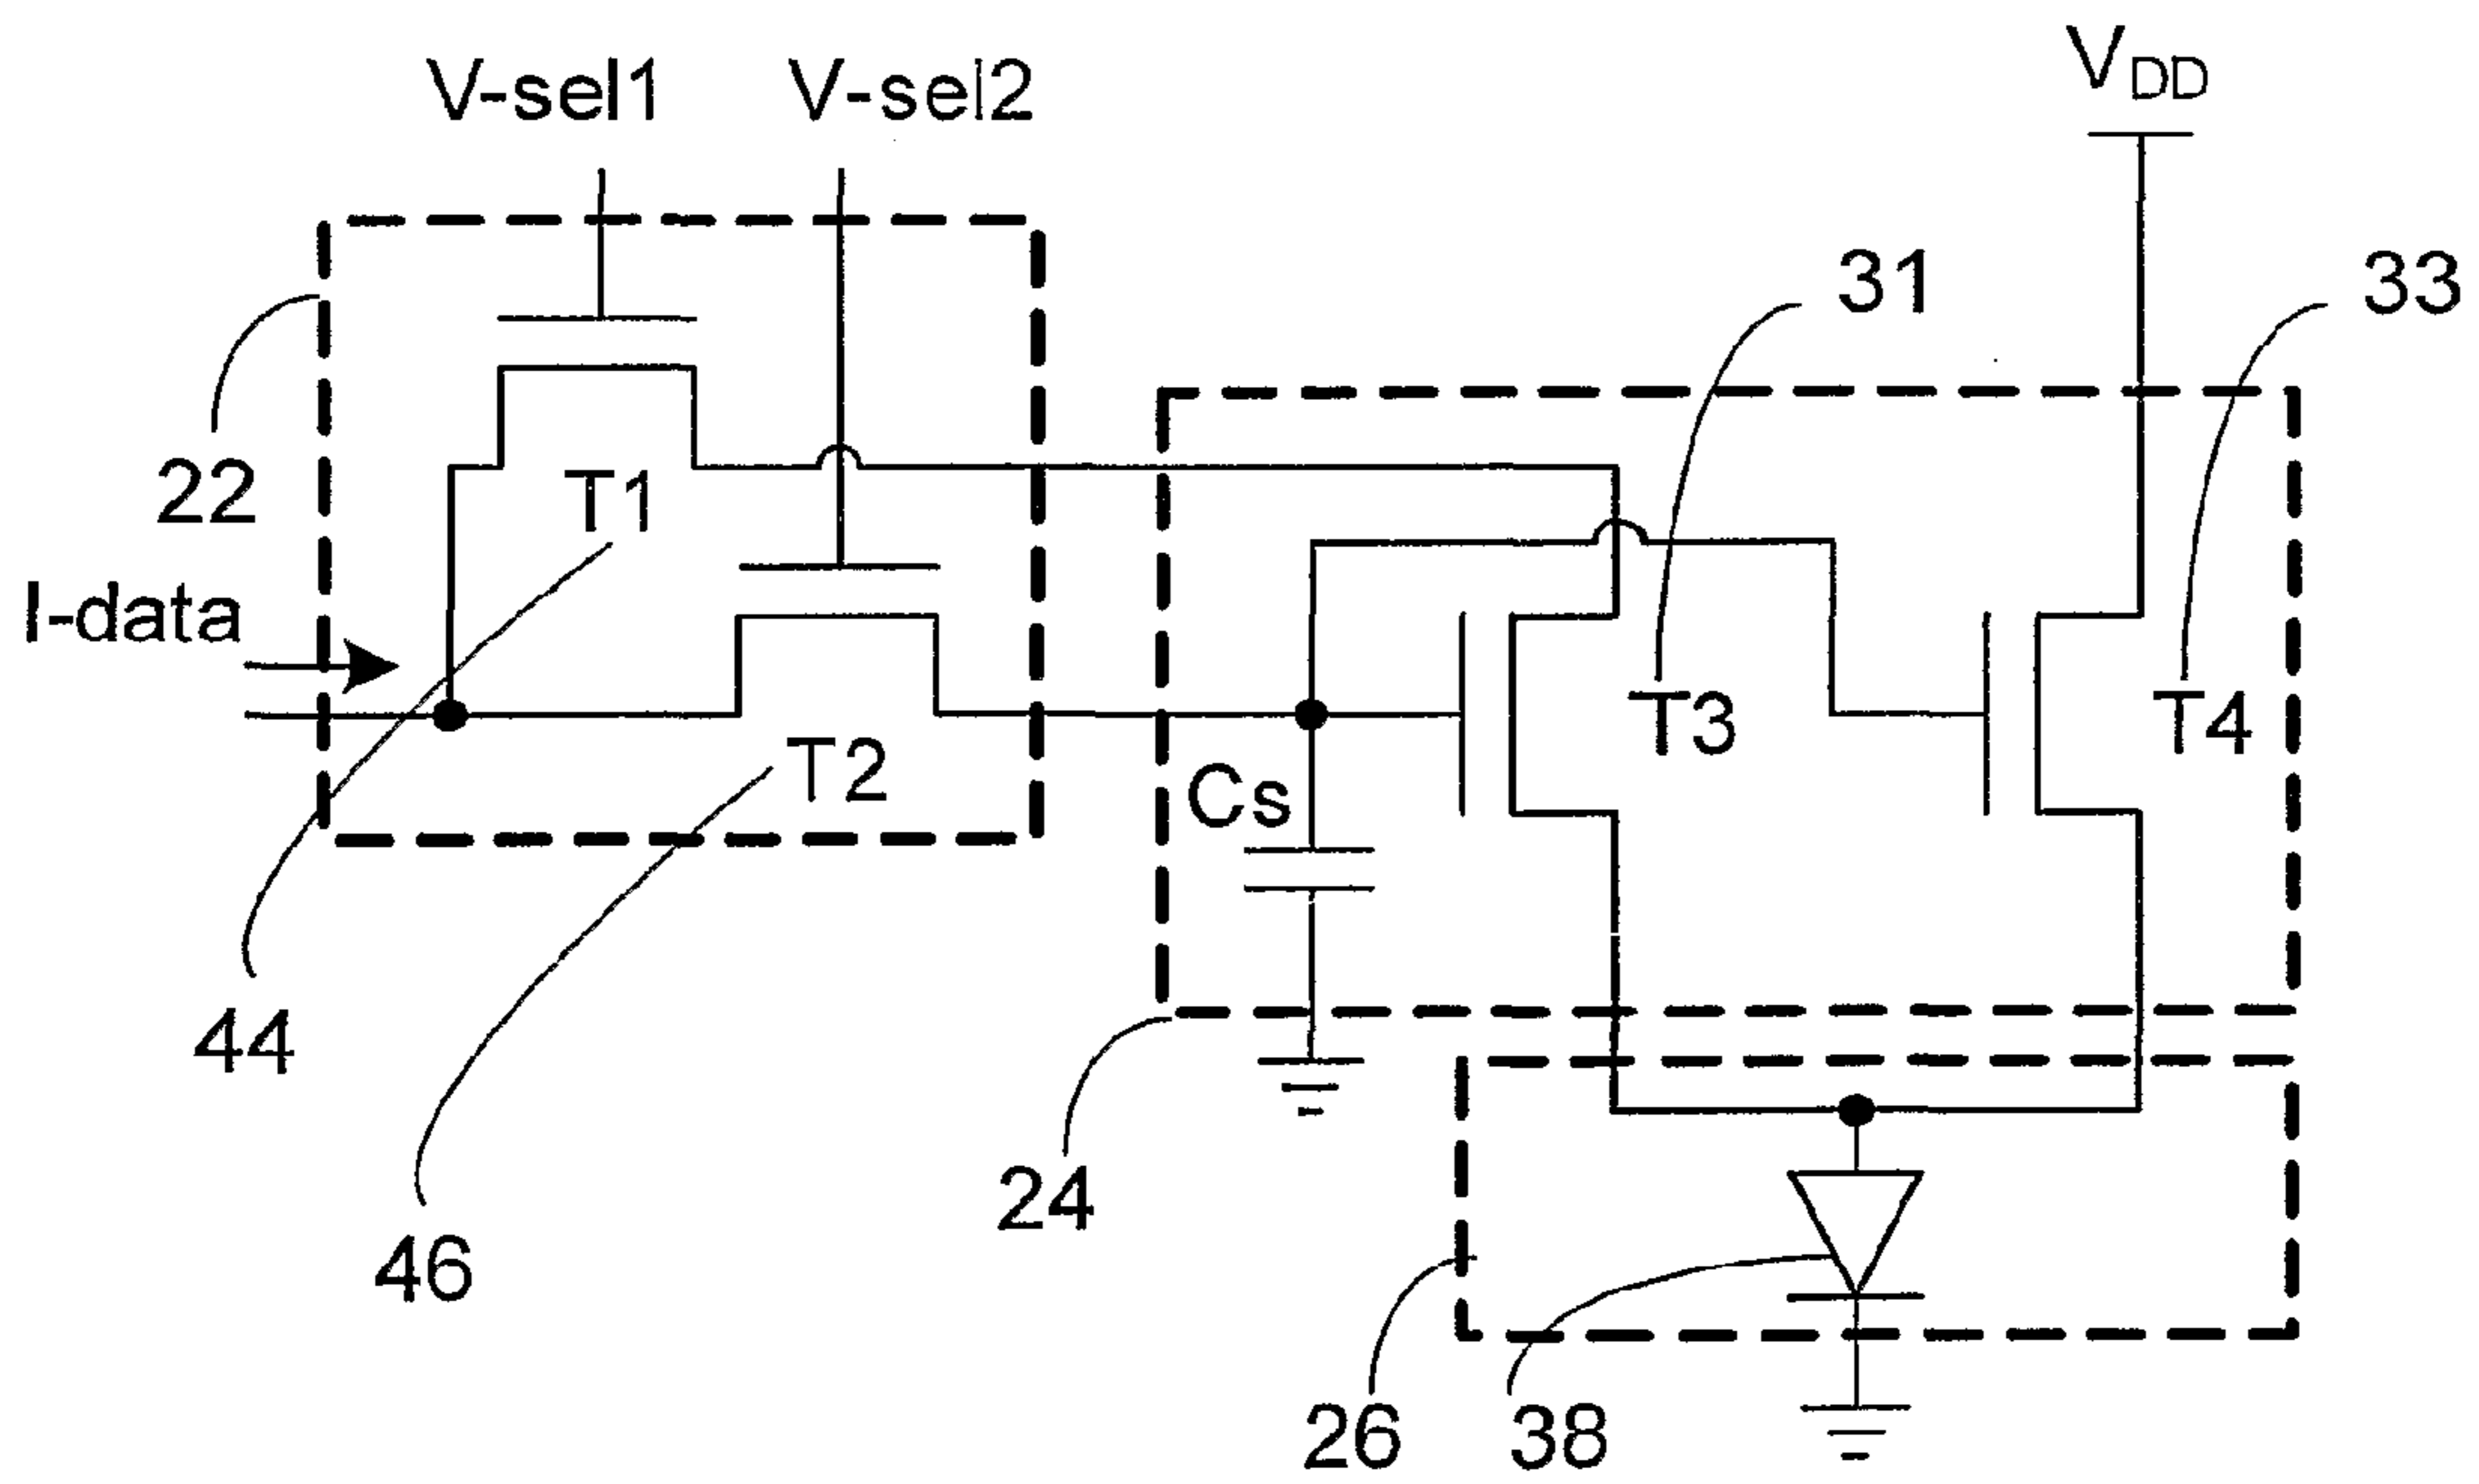 V-sel1
V-sel2
VDD
31
33
22
T1
I-data
T3
T4
T2
Cs
44
24
46
26
38